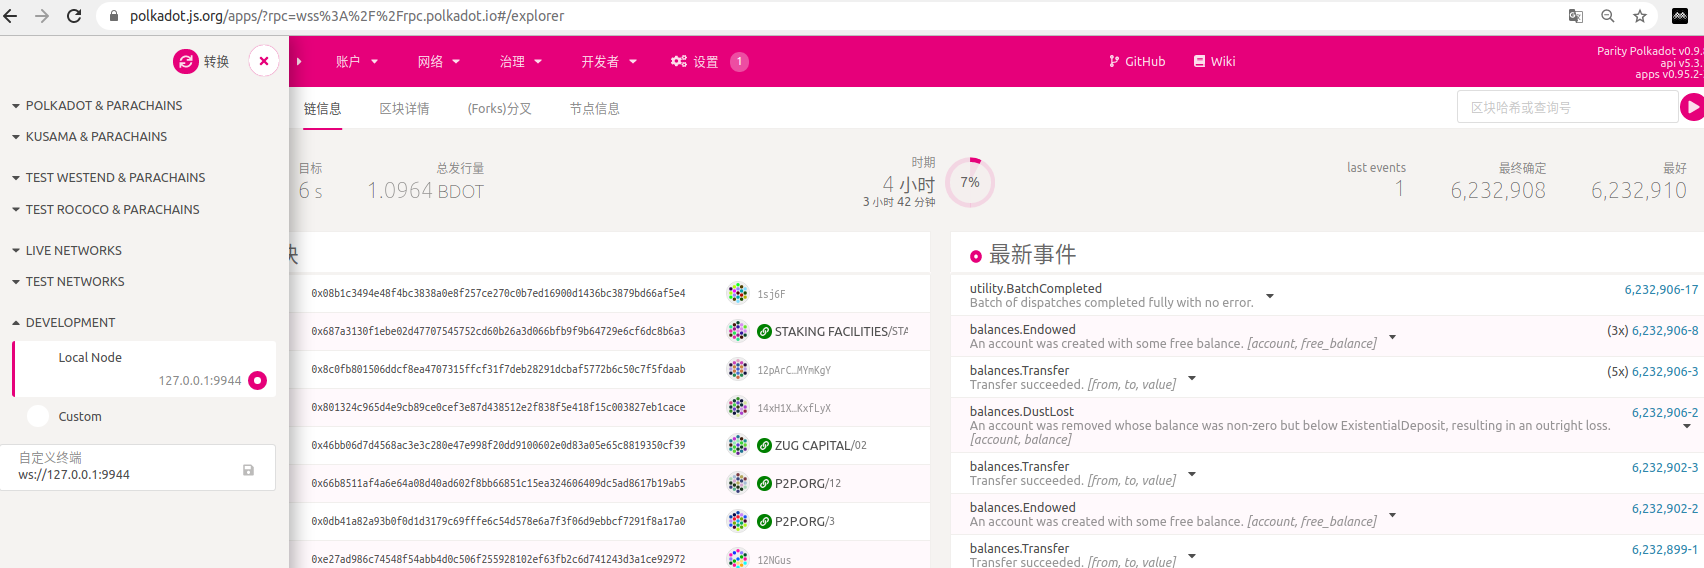 polkadot.js.org/apps/?rpc=wss%3A%2F%2Frpc.polkadot.io#/explorer
转换
POLKADOT & PARACHAINS
KUSAMA & PARACHAINS
TEST WESTEND & PARACHAINS
TEST ROCOCO & PARACHAINS
LIVE NETWORKS
TEST NETWORKS
DEVELOPMENT
Local Node
127.0.0.1:9944
Custom
自定义终端
ws://127.0.0.1:9944
账户 网络 治理 开发者 设置 1 GitHub Wiki
Parity Polkadot v0.9.
api v5.3.
apps v0.95.2-
链信息 区块详情 (Forks)分叉 节点信息 区块哈希或查询号
目标 总发行量 时期 last events 最终确定 最好
6 s 1.0964 BDOT 4 小时 7% 1 6,232,908 6,232,910
3 小时 42 分钟
块
0x08b1c3494e48f4bc3838a0e8f257ce270c0b7ed16900d1436bc3879bd66af5e4 1sj6F
0x687a3130f1ebe02d47707545752cd60b26a3d066bfb9f9b64729e6cf6dc8b6a3 STAKING FACILITIES/STA
0x8c0fb801506ddcf8ea4707315ffcf31f7deb28291dcbaf5772b6c50c7f5fdaab 12pArC…MYmKgY
0x801324c965d4e9cb89ce0cef3e87d438512e2f838f5e418f15c003827eb1cace 14xH1X…KxfLyX
0x46bb06d7d4568ac3e3c280e47e998f20dd9100602e0d83a05e65c8819350cf39 ZUG CAPITAL/02
0x66b8511af4a6e64a08d40ad602f8bb66851c15ea324606409dc5ad8617b19ab5 P2P.ORG/12
0x0db41a82a93b0f0d1d3179c69fffe6c54d578e6a7f3f06d9ebbcf7291f8a17a0 P2P.ORG/3
0xe27ad986c74548f54abb4d0c506f255928102ef63fb2c6d741243d3a1ce92972 12NGus
最新事件
utility.BatchCompleted 6,232,906-17
Batch of dispatches completed fully with no error.
balances.Endowed (3x) 6,232,906-8
An account was created with some free balance. [account, free_balance]
balances.Transfer (5x) 6,232,906-3
Transfer succeeded. [from, to, value]
balances.DustLost 6,232,906-2
An account was removed whose balance was non-zero but below ExistentialDeposit, resulting in an outright loss.
[account, balance]
balances.Transfer 6,232,902-3
Transfer succeeded. [from, to, value]
balances.Endowed 6,232,902-2
An account was created with some free balance. [account, free_balance]
balances.Transfer 6,232,899-1
Transfer succeeded. [from, to, value]